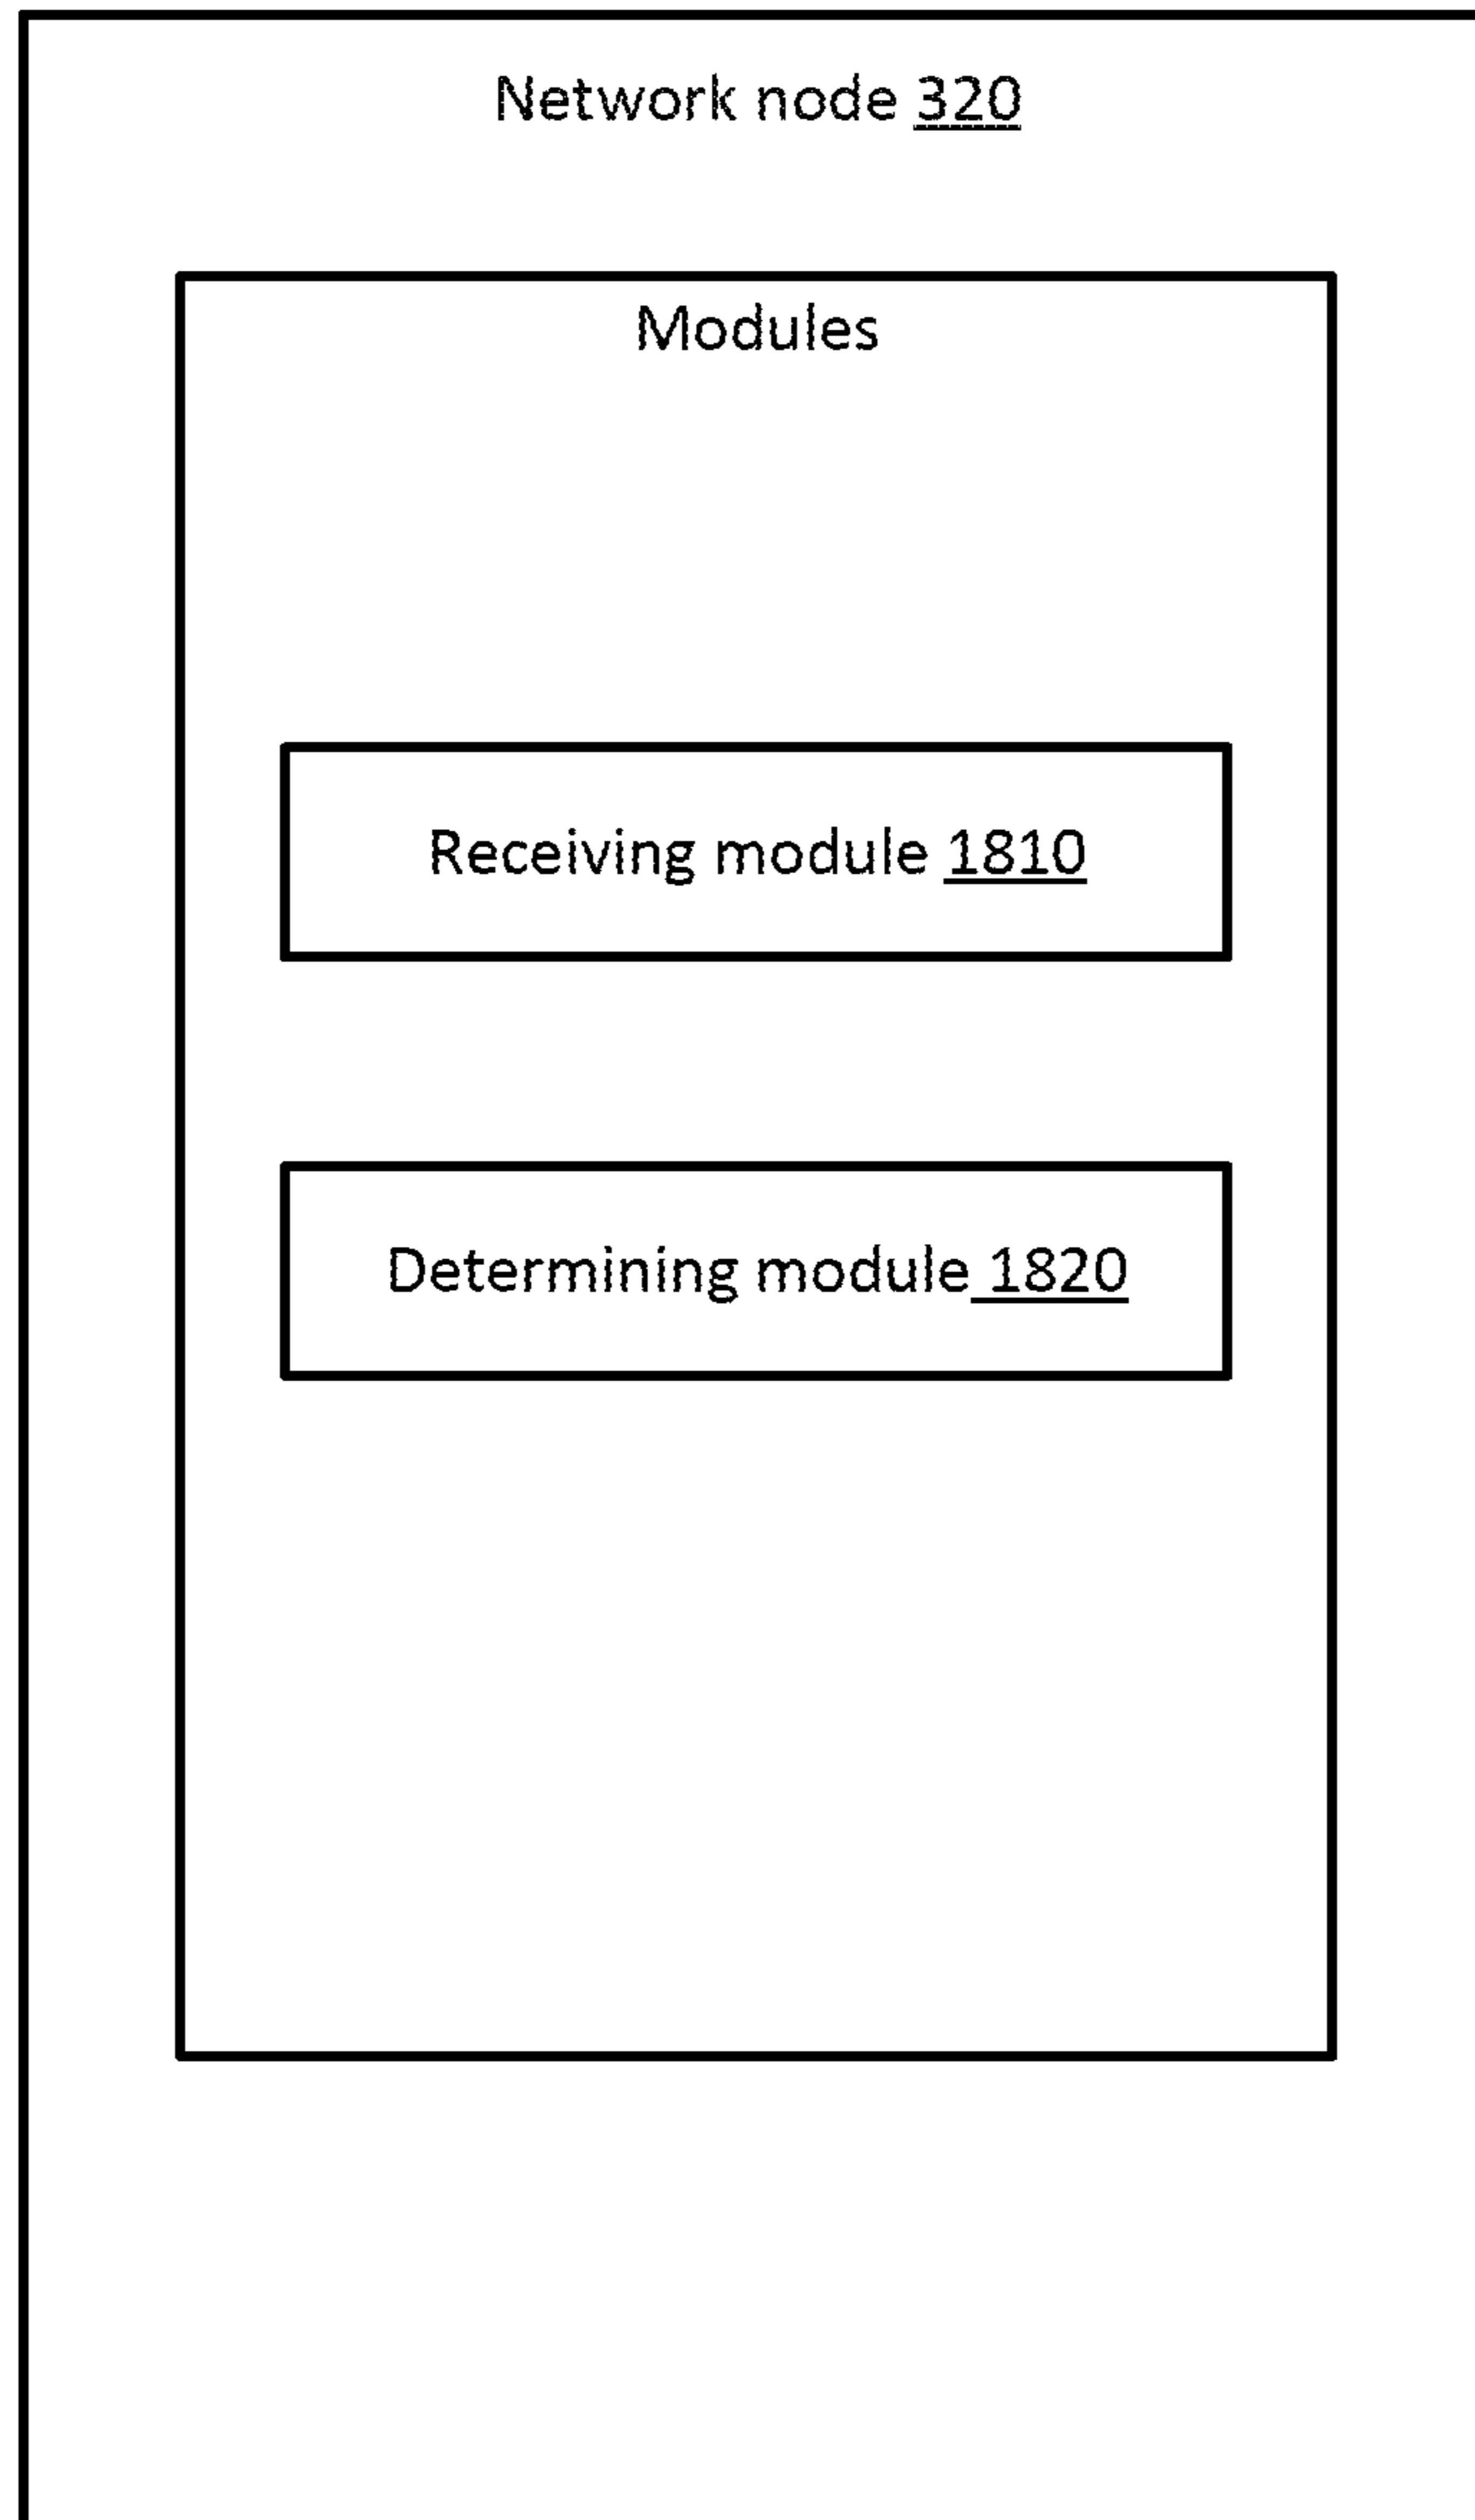 Network node 320
Modules
Receiving module 1810
Determining module 1820